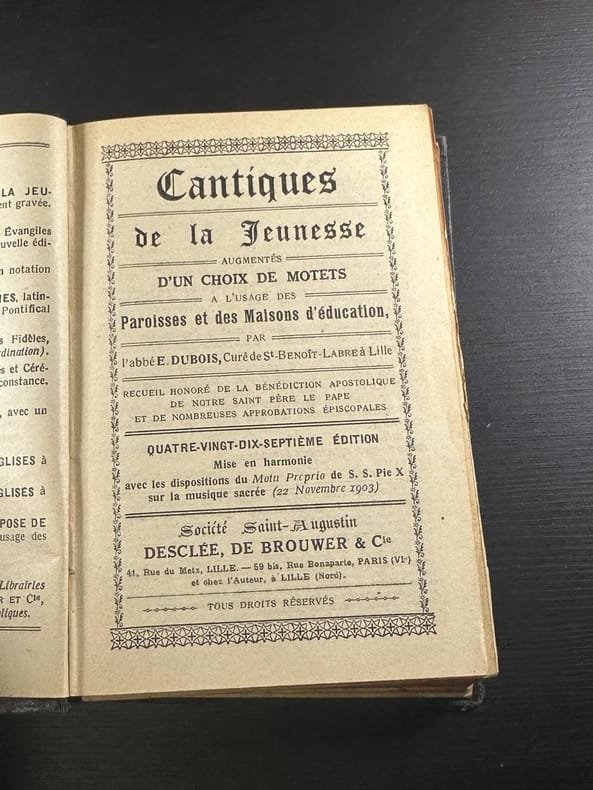 LA JEU-
ent gravée.
Évangiles
uvelle édi-
n notation
ES, latin-
Pontifical
s Fidèles,
dination).
s et Céré-
constance.
, avec un
GLISES à
GLISES à
POSE DE
usage des
Librairies
R ET Cie,
liques.
Cantiques
de la Jeunesse
AUGMENTÉS
D'UN CHOIX DE MOTETS
A L'USAGE DES
Paroisses et des Maisons d'éducation,
PAR
l'abbé E. DUBOIS, Curé de St-BENOÎT-LABRE à Lille
RECUEIL HONORÉ DE LA BÉNÉDICTION APOSTOLIQUE
DE NOTRE SAINT PÈRE LE PAPE
ET DE NOMBREUSES APPROBATIONS ÉPISCOPALES
QUATRE-VINGT-DIX-SEPTIÈME ÉDITION
Mise en harmonie
avec les dispositions du Motu Proprio de S. S. Pie X
sur la musique sacrée (22 Novembre 1903)
Société Saint-Augustin
DESCLÉE, DE BROUWER & Cie
41, Rue du Metz, LILLE. — 59 bis, Rue Bonaparte, PARIS (VIe)
et chez l'Auteur, à LILLE (Nord).
TOUS DROITS RÉSERVÉS